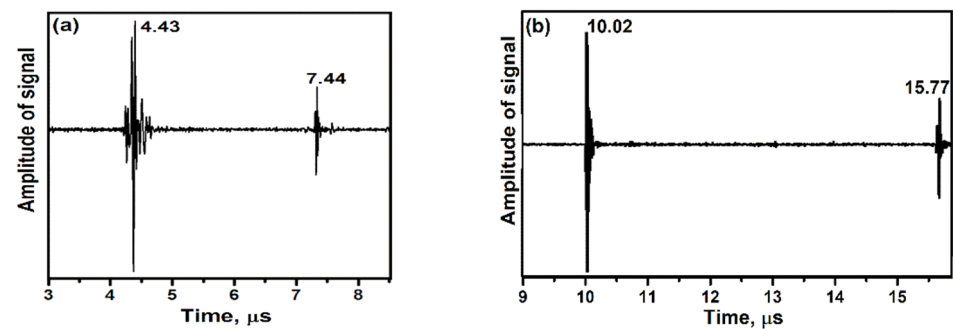 (a)
4.43
7.44
Amplitude of signal
3 4 5 6 7 8
Time, μs
(b)
10.02
15.77
Amplitude of signal
9 10 11 12 13 14 15
Time, μs